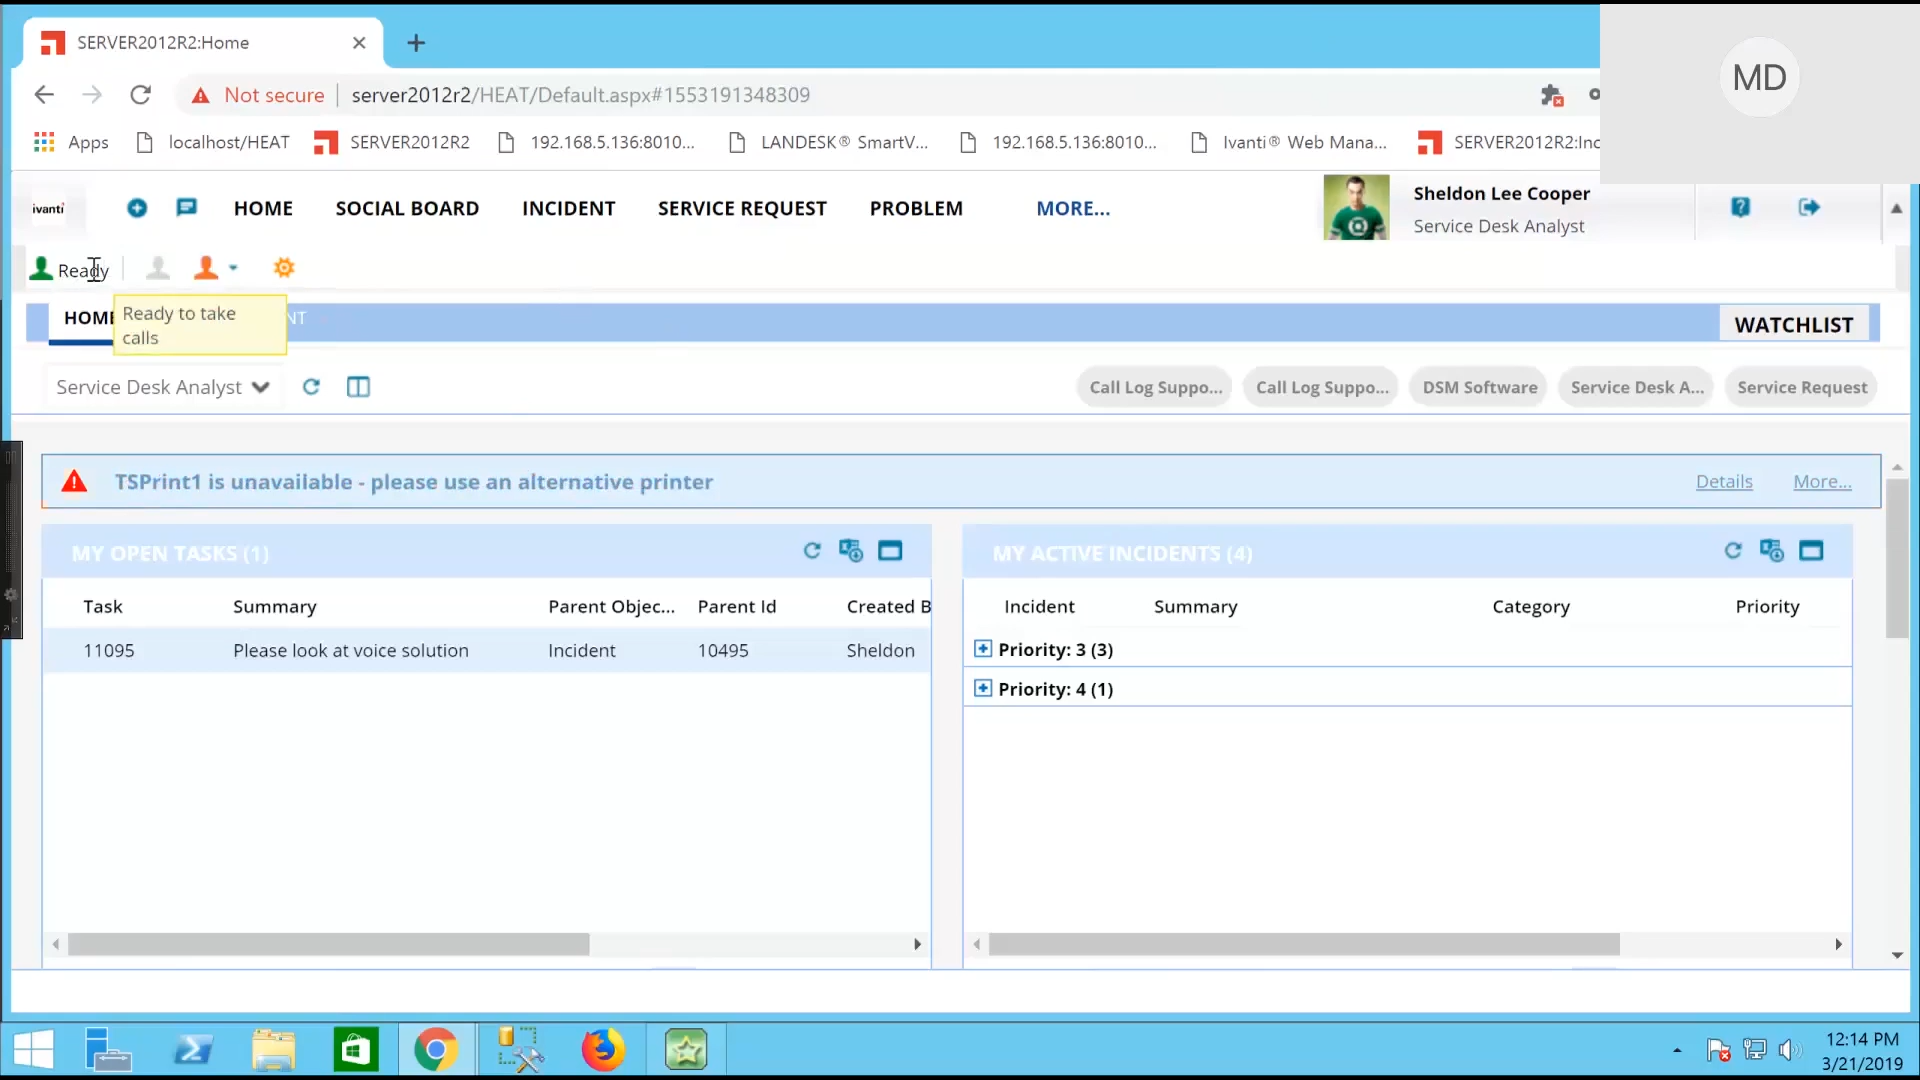 SERVER2012R2:Home
MD
Not secure server2012r2/HEAT/Default.aspx#1553191348309
Apps localhost/HEAT SERVER2012R2 192.168.5.136:8010... LANDESK® SmartV... 192.168.5.136:8010... Ivanti® Web Mana... SERVER2012R2:Inc
ivanti HOME SOCIAL BOARD INCIDENT SERVICE REQUEST PROBLEM MORE... Sheldon Lee Cooper
Service Desk Analyst
Ready
Ready to take
calls
HOME NT WATCHLIST
Service Desk Analyst Call Log Suppo... Call Log Suppo... DSM Software Service Desk A... Service Request
TSPrint1 is unavailable - please use an alternative printer Details More...
MY OPEN TASKS (1) MY ACTIVE INCIDENTS (4)
Task Summary Parent Objec... Parent Id Created B Incident Summary Category Priority
11095 Please look at voice solution Incident 10495 Sheldon Priority: 3 (3)
Priority: 4 (1)
12:14 PM
3/21/2019